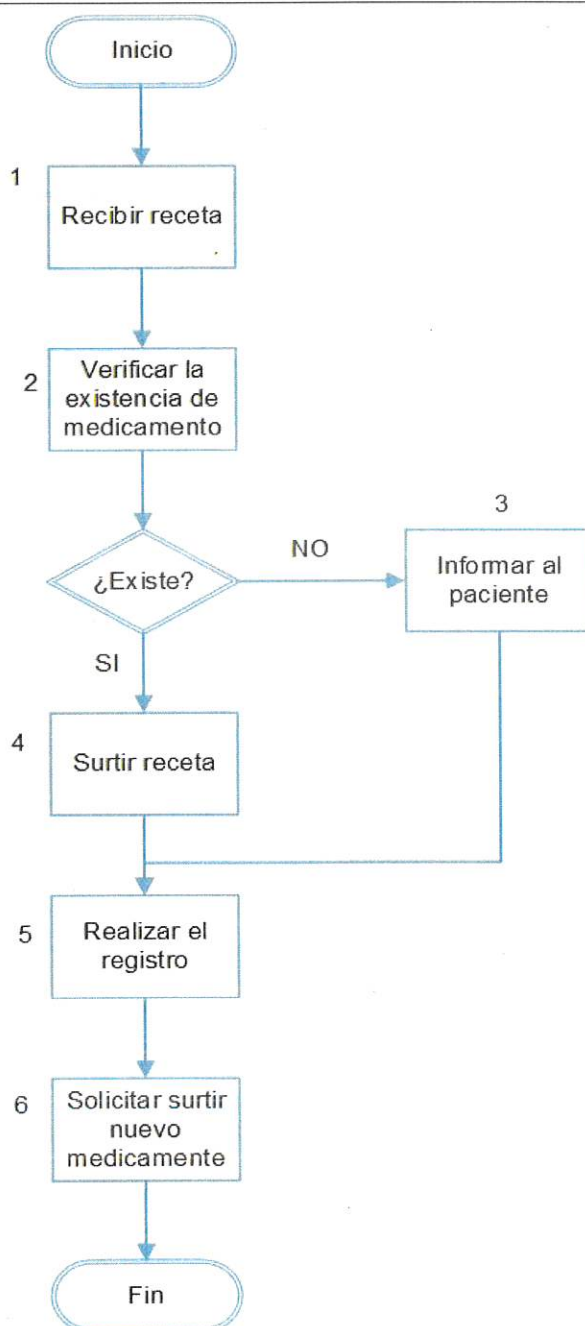 Inicio
1
Recibir receta
2
Verificar la
existencia de
medicamento
¿Existe?
NO
3
Informar al
paciente
SI
4
Surtir receta
5
Realizar el
registro
6
Solicitar surtir
nuevo
medicamente
Fin